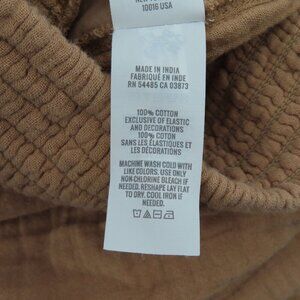 10016 USA
MADE IN INDIA
FABRIQUÉ EN INDE
RN 54485 CA 03873
100% COTTON
EXCLUSIVE OF ELASTIC
AND DECORATIONS
100% COTON
SANS LES ÉLASTIQUES ET
LES DÉCORATIONS
MACHINE WASH COLD WITH
LIKE COLORS. USE ONLY
NON-CHLORINE BLEACH IF
NEEDED. RESHAPE LAY FLAT
TO DRY. COOL IRON IF
NEEDED.